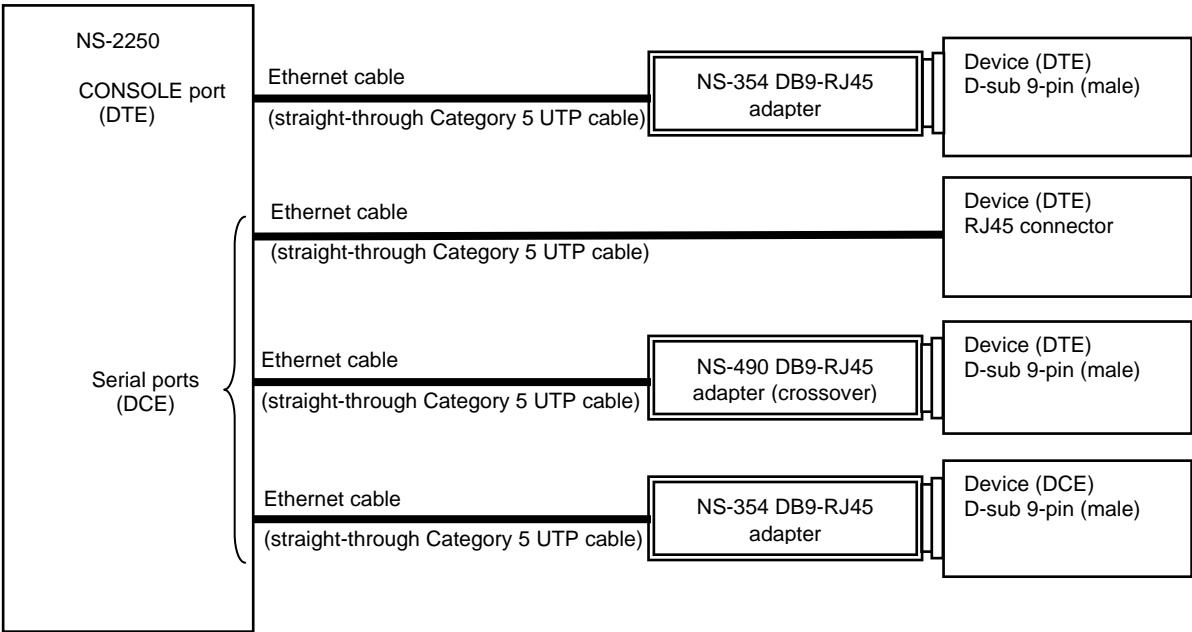 NS-2250
CONSOLE port
(DTE)
Ethernet cable
(straight-through Category 5 UTP cable)
NS-354 DB9-RJ45
adapter
Device (DTE)
D-sub 9-pin (male)
Ethernet cable
(straight-through Category 5 UTP cable)
Device (DTE)
RJ45 connector
Serial ports
(DCE)
Ethernet cable
(straight-through Category 5 UTP cable)
NS-490 DB9-RJ45
adapter (crossover)
Device (DTE)
D-sub 9-pin (male)
Ethernet cable
(straight-through Category 5 UTP cable)
NS-354 DB9-RJ45
adapter
Device (DCE)
D-sub 9-pin (male)